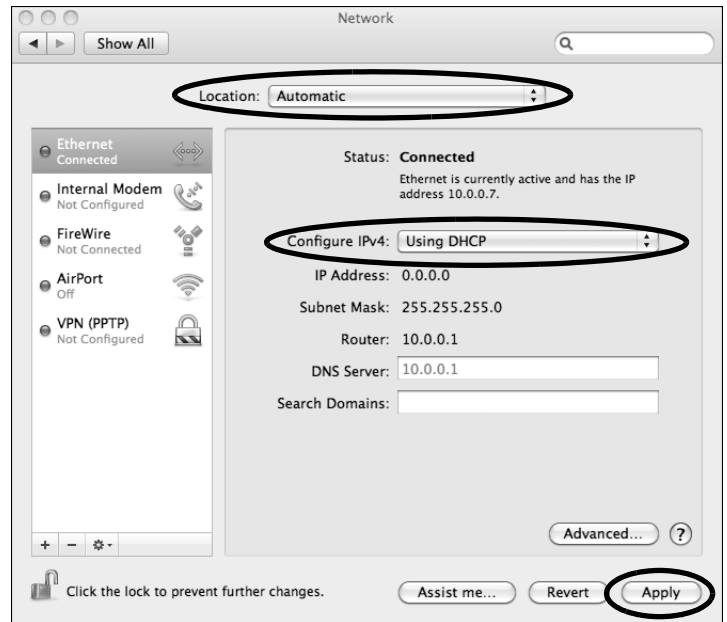 Network
Show All
Location: Automatic
Ethernet
Connected
Internal Modem
Not Configured
FireWire
Not Connected
AirPort
Off
VPN (PPTP)
Not Configured
Status: Connected
Ethernet is currently active and has the IP
address 10.0.0.7.
Configure IPv4: Using DHCP
IP Address: 0.0.0.0
Subnet Mask: 255.255.255.0
Router: 10.0.0.1
DNS Server: 10.0.0.1
Search Domains:
Advanced... ?
+ −
Click the lock to prevent further changes.
Assist me... Revert Apply